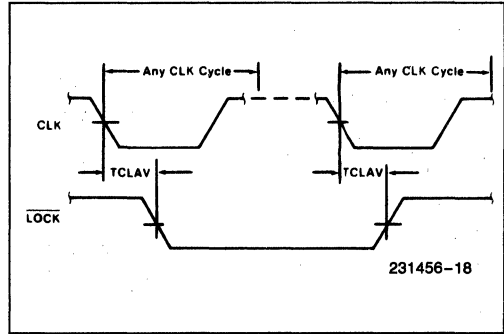 Any CLK Cycle Any CLK Cycle
CLK
TCLAV TCLAV
LOCK
231456-18